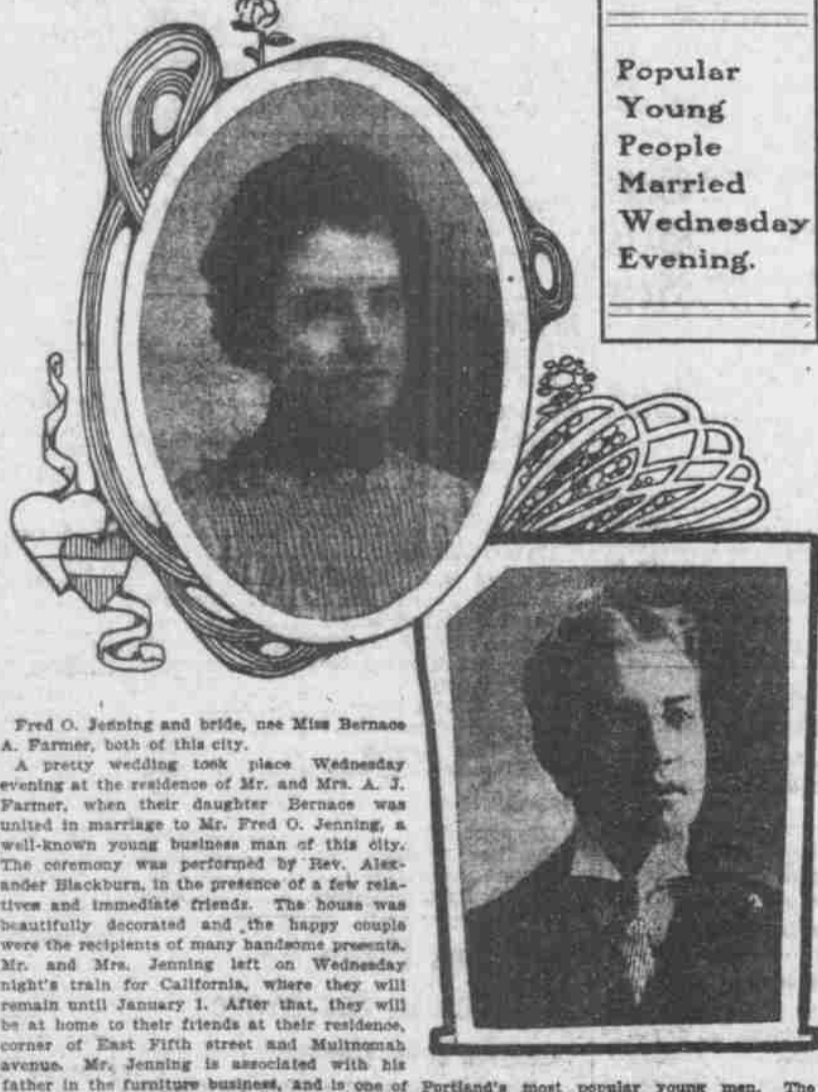 Popular
Young
People
Married
Wednesday
Evening.
Fred O. Jenning and bride, nee Miss Bernace
A. Farmer, both of this city.
A pretty wedding took place Wednesday
evening at the residence of Mr. and Mrs. A. J.
Farmer, when their daughter Bernace was
united in marriage to Mr. Fred O. Jenning, a
well-known young business man of this city.
The ceremony was performed by Rev. Alex-
ander Blackburn, in the presence of a few rela-
tives and immediate friends. The house was
beautifully decorated and the happy couple
were the recipients of many handsome presents.
Mr. and Mrs. Jenning left on Wednesday
night's train for California, where they will
remain until January 1. After that, they will
be at home to their friends at their residence,
corner of East Fifth street and Multnomah
avenue. Mr. Jenning is associated with his
father in the furniture business, and is one of
Portland's most popular young men. The